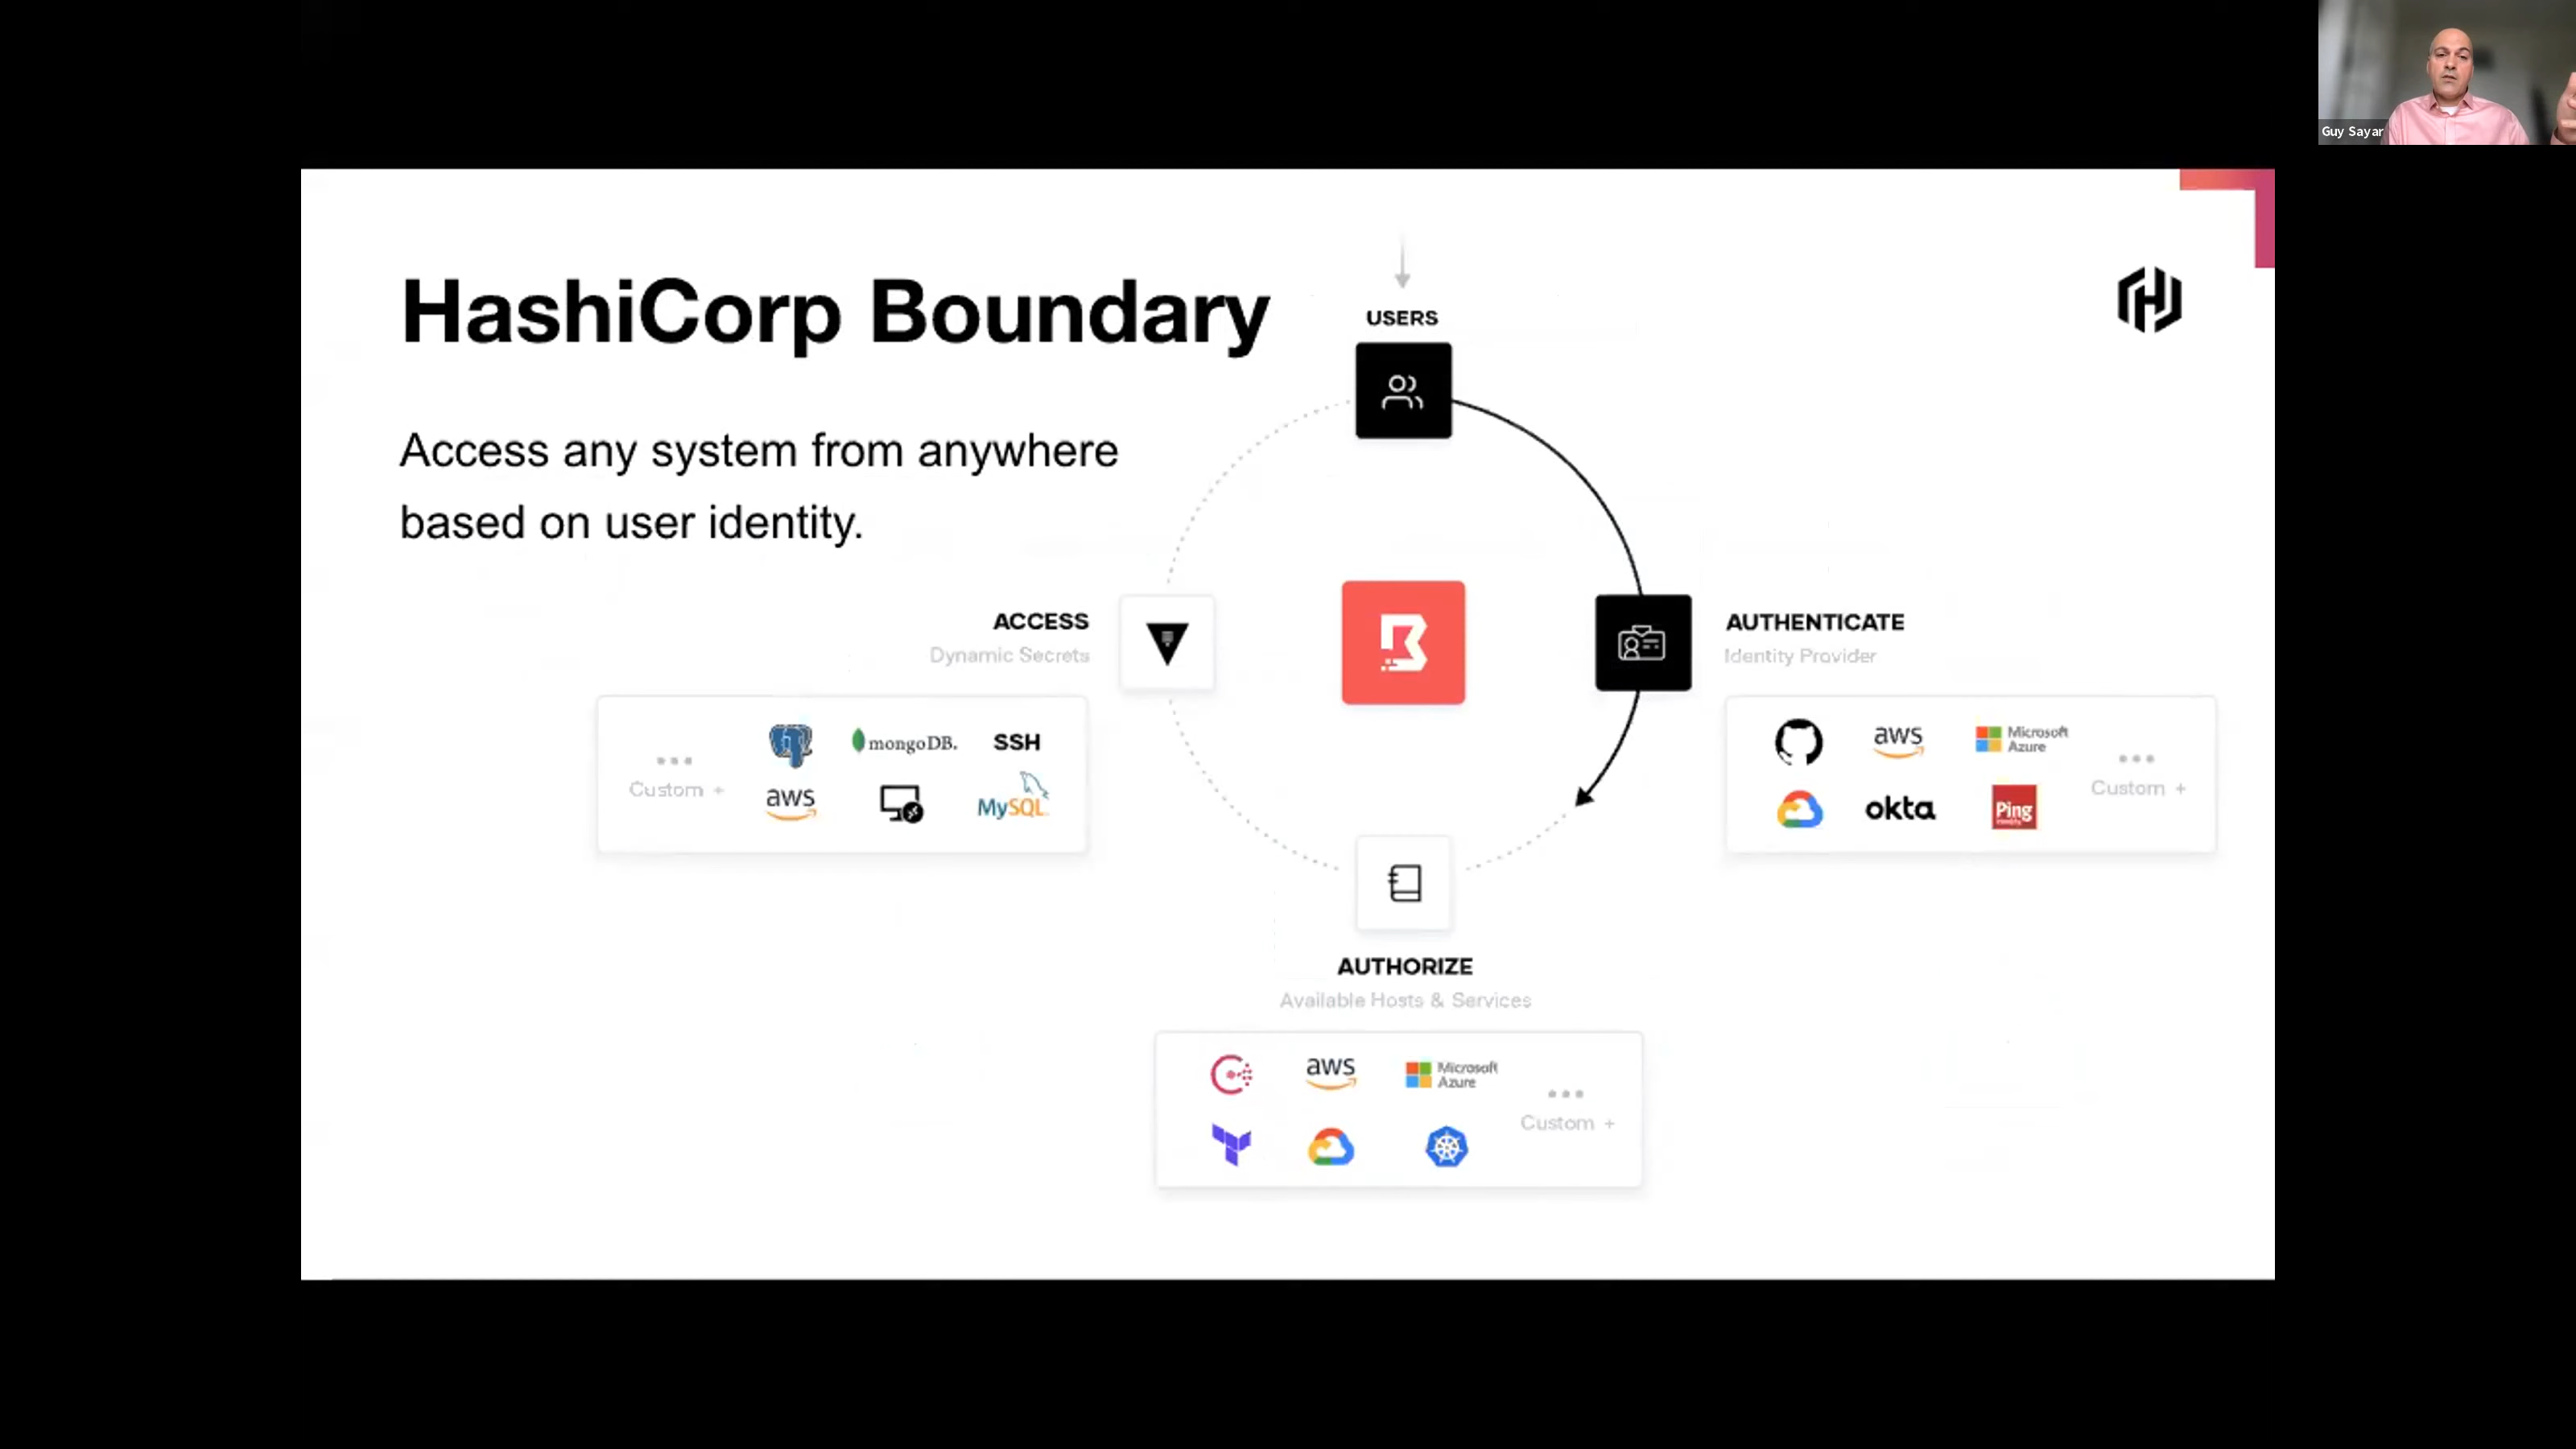 Guy Sayar
HashiCorp Boundary
Access any system from anywhere
based on user identity.
USERS
ACCESS
Dynamic Secrets
Custom +
mongoDB.
SSH
aws
MySQL
AUTHENTICATE
Identity Provider
aws
Microsoft
Azure
okta
Ping
Custom +
AUTHORIZE
Available Hosts & Services
aws
Microsoft
Azure
Custom +